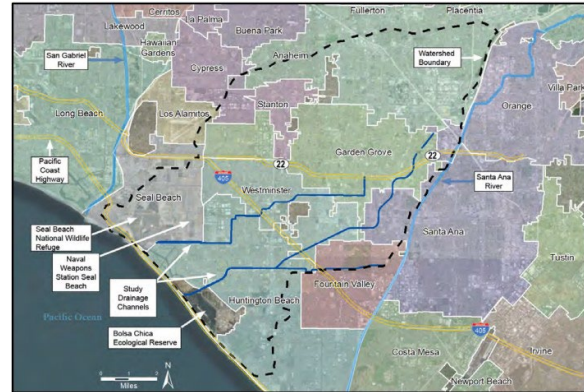 Cerritos
La Palma
Fullerton
Placentia
Lakewood
Buena Park
Hawaiian
Gardens
Anaheim
San Gabriel
River
Watershed
Boundary
Cypress
Orange
Villa Park
Stanton
Long Beach
Los Alamitos
22
Garden Grove
22
Pacific
Coast
Highway
405
Westminster
Santa Ana
River
Seal Beach
Seal Beach
National Wildlife
Refuge
Santa Ana
Naval
Weapons
Station Seal
Beach
Tustin
Study
Drainage
Channels
Fountain Valley
Huntington Beach
Pacific Ocean
Bolsa Chica
Ecological Reserve
405
Costa Mesa
Irvine
Newport Beach
Miles
N